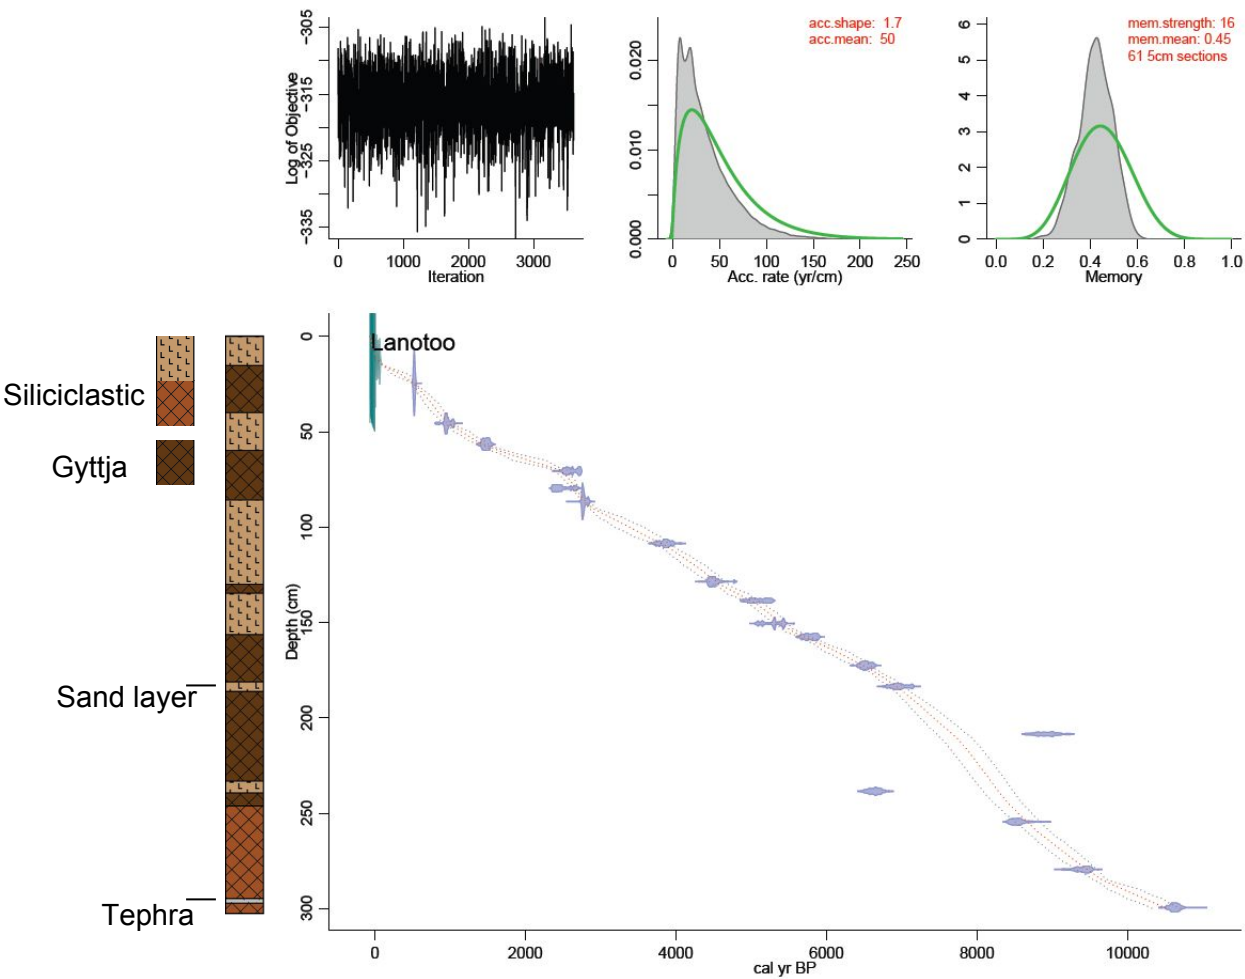 -305
-315
-325
-335
Log of Objective
0 1000 2000 3000
Iteration
acc.shape: 1.7
acc.mean: 50
0.020
0.010
0.000
0 50 100 150 200 250
Acc. rate (yr/cm)
mem.strength: 16
mem.mean: 0.45
61 5cm sections
6
5
4
3
2
1
0
0.0 0.2 0.4 0.6 0.8 1.0
Memory
Siliciclastic
Gyttja
Sand layer
Tephra
Lanotoo
0
50
100
150
200
250
300
Depth (cm)
0 2000 4000 6000 8000 10000
cal yr BP